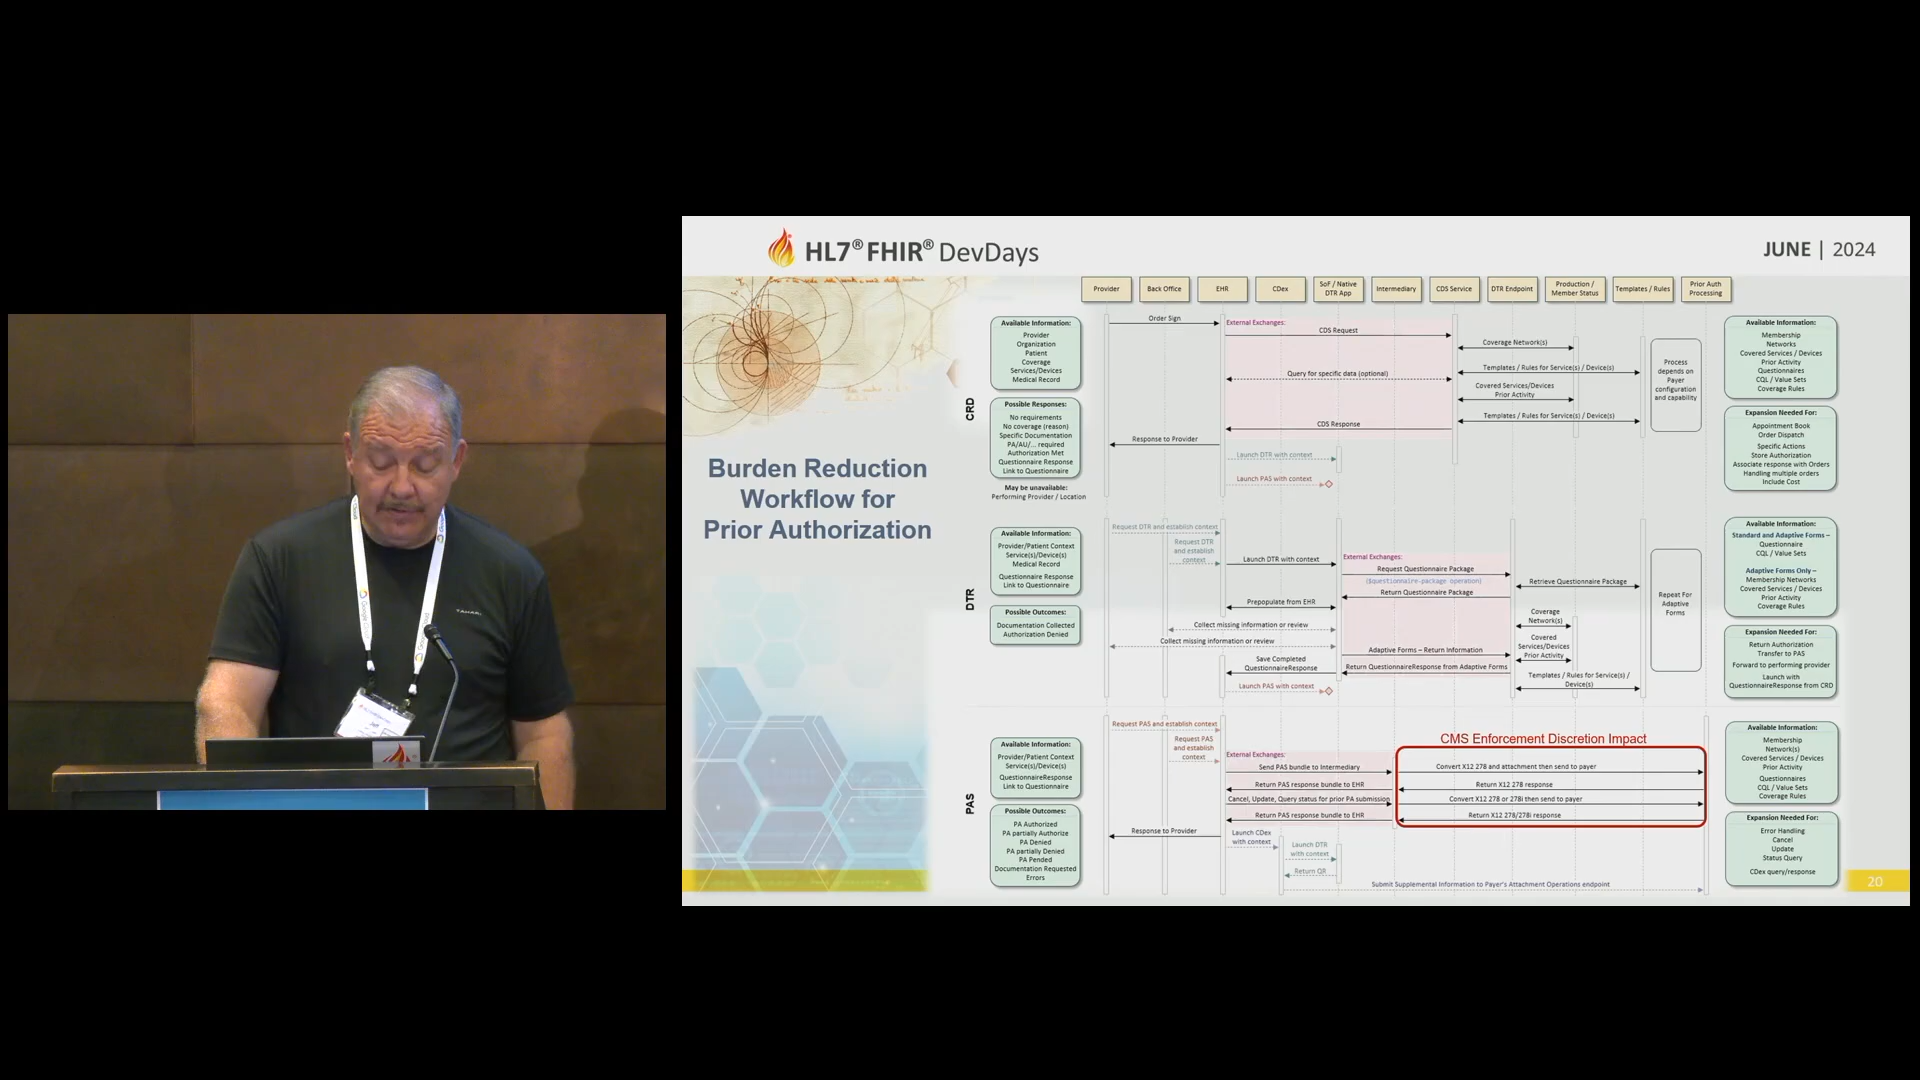 HL7® FHIR® DevDays
JUNE | 2024
Burden Reduction
Workflow for
Prior Authorization
Provider
Back Office
EHR
CDex
SoF / Native
DTR App
Intermediary
CDS Service
DTR Endpoint
Production /
Member Status
Templates / Rules
Prior Auth
Processing
CRD
Available Information:
Provider
Organization
Patient
Coverage
Services/Devices
Medical Record
Possible Responses:
No requirements
No coverage (reason)
Specific Documentation
PA/AU/... required
Authorization Met
Questionnaire Response
Link to Questionnaire
May be unavailable:
Performing Provider / Location
Order Sign
External Exchanges:
CDS Request
Coverage Network(s)
Templates / Rules for Service(s) / Device(s)
Query for specific data (optional)
Covered Services/Devices
Prior Activity
Templates / Rules for Service(s) / Device(s)
CDS Response
Response to Provider
Launch DTR with context
Launch PAS with context
Process
depends on
Payer
configuration
and capability
Available Information:
Membership
Networks
Covered Services / Devices
Prior Activity
Questionnaires
CQL / Value Sets
Coverage Rules
Expansion Needed For:
Appointment Book
Order Dispatch
Specific Actions
Store Authorization
Associate response with Orders
Handling multiple orders
Include Cost
DTR
Available Information:
Provider/Patient Context
Service(s)/Device(s)
Medical Record
Questionnaire Response
Link to Questionnaire
Possible Outcomes:
Documentation Collected
Authorization Denied
Request DTR and establish context
Request DTR
and establish
context
Launch DTR with context
External Exchanges:
Request Questionnaire Package
($questionnaire-package operation)
Return Questionnaire Package
Retrieve Questionnaire Package
Prepopulate from EHR
Collect missing information or review
Collect missing information or review
Coverage
Network(s)
Covered
Services/Devices
Prior Activity
Adaptive Forms – Return Information
Save Completed
QuestionnaireResponse
Return QuestionnaireResponse from Adaptive Forms
Templates / Rules for Service(s) /
Device(s)
Launch PAS with context
Repeat For
Adaptive
Forms
Available Information:
Standard and Adaptive Forms –
Questionnaire
CQL / Value Sets
Adaptive Forms Only –
Membership Networks
Covered Services / Devices
Prior Activity
Coverage Rules
Expansion Needed For:
Return Authorization
Transfer to PAS
Forward to performing provider
Launch with
QuestionnaireResponse from CRD
PAS
Available Information:
Provider/Patient Context
Service(s)/Device(s)
QuestionnaireResponse
Link to Questionnaire
Possible Outcomes:
PA Authorized
PA partially Authorize
PA Denied
PA partially Denied
PA Pended
Documentation Requested
Errors
Request PAS and establish context
Request PAS
and establish
context
CMS Enforcement Discretion Impact
External Exchanges:
Send PAS bundle to Intermediary
Convert X12 278 and attachment then send to payer
Return PAS response bundle to EHR
Return X12 278 response
Cancel, Update, Query status for prior PA submission
Convert X12 278 or 278i then send to payer
Return PAS response bundle to EHR
Return X12 278/278i response
Response to Provider
Launch CDex
with context
Launch DTR
with context
Return QR
Submit Supplemental Information to Payer's Attachment Operations endpoint
Available Information:
Membership
Network(s)
Covered Services / Devices
Prior Activity
Questionnaires
CQL / Value Sets
Coverage Rules
Expansion Needed For:
Error Handling
Cancel
Update
Status Query
CDex query/response
20